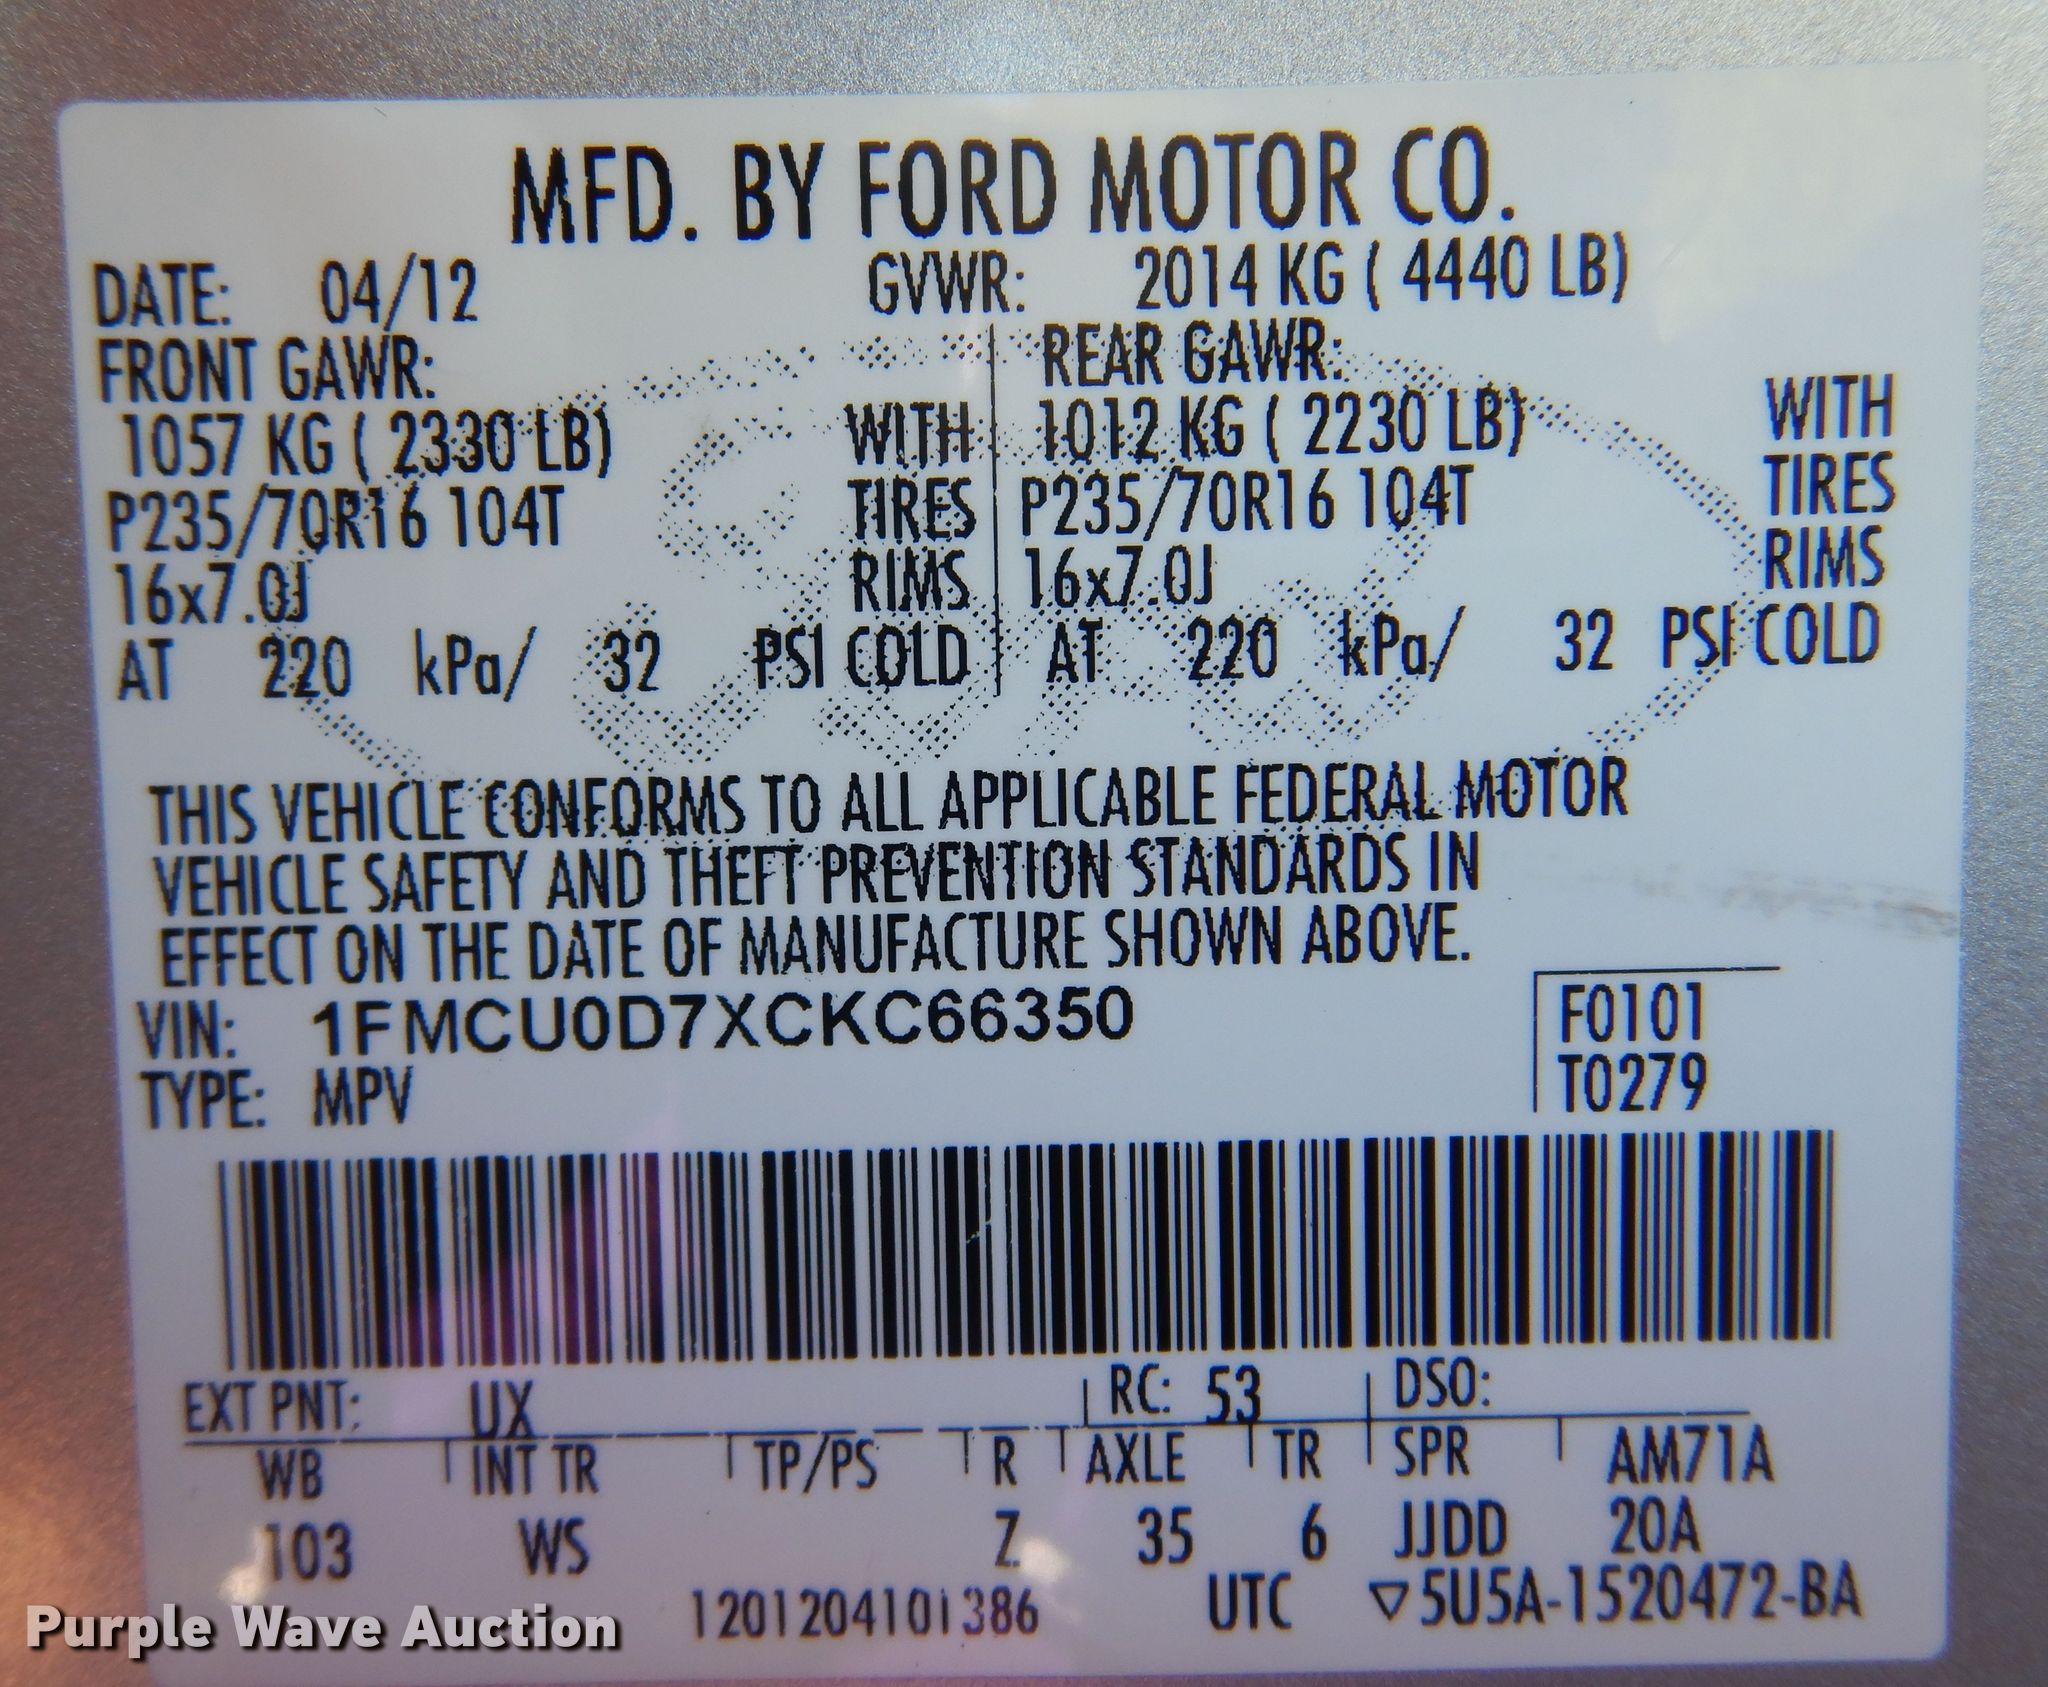 MFD. BY FORD MOTOR CO.
DATE: 04/12 GVWR: 2014 KG ( 4440 LB)
FRONT GAWR: REAR GAWR:
1057 KG ( 2330 LB) WITH 1012 KG ( 2230 LB) WITH
P235/70R16 104T TIRES P235/70R16 104T TIRES
16x7.0J RIMS 16x7.0J RIMS
AT 220 kPa/ 32 PSI COLD AT 220 kPa/ 32 PSI COLD
THIS VEHICLE CONFORMS TO ALL APPLICABLE FEDERAL MOTOR
VEHICLE SAFETY AND THEFT PREVENTION STANDARDS IN
EFFECT ON THE DATE OF MANUFACTURE SHOWN ABOVE.
VIN: 1FMCU0D7XCKC66350 F0101
TYPE: MPV T0279
EXT PNT: UX RC: 53 DSO:
WB INT TR TP/PS R AXLE TR SPR AM71A
103 WS Z 35 6 JJDD 20A
1201204101386 UTC ▽5U5A-1520472-BA
Purple Wave Auction